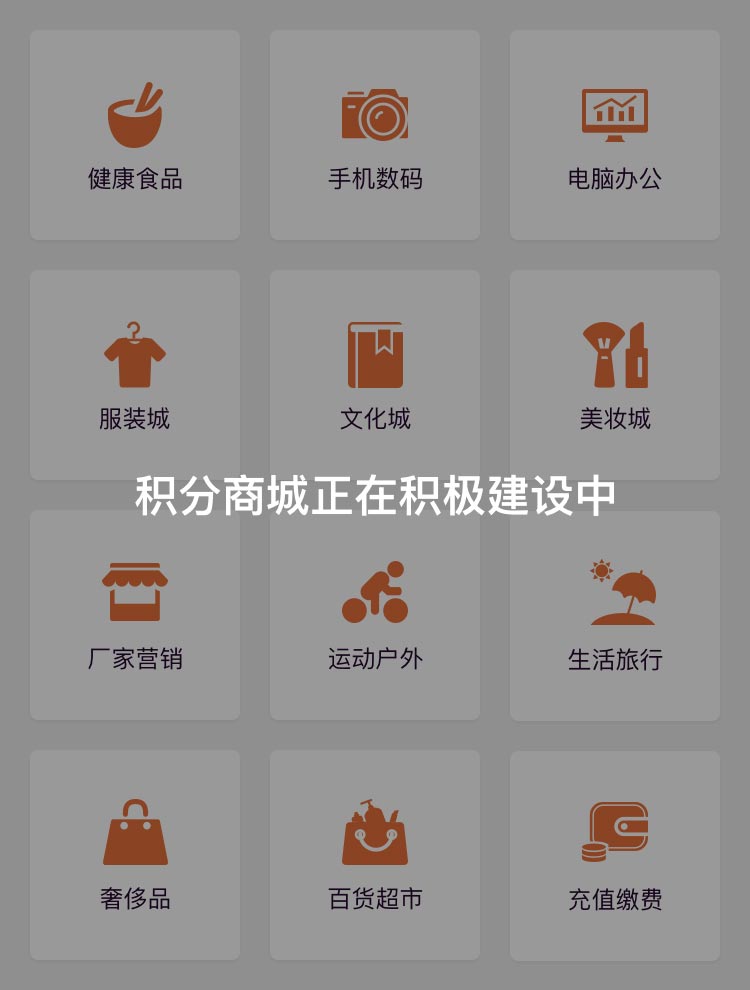 健康食品
手机数码
电脑办公
服装城
文化城
美妆城
积分商城正在积极建设中
厂家营销
运动户外
生活旅行
奢侈品
百货超市
充值缴费